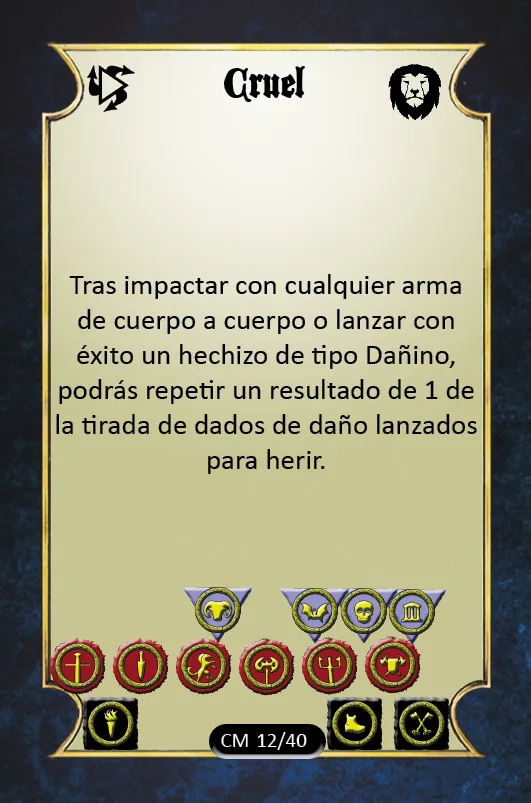 Cruel
Tras impactar con cualquier arma
de cuerpo a cuerpo o lanzar con
éxito un hechizo de tipo Dañino,
podrás repetir un resultado de 1 de
la tirada de dados de daño lanzados
para herir.
CM 12/40